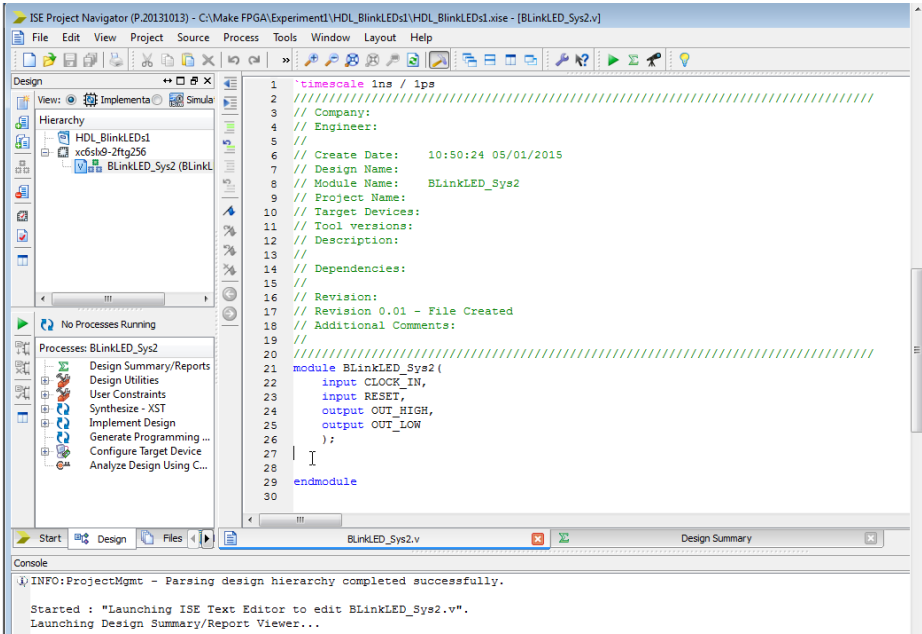 ISE Project Navigator (P.20131013) - C:\Make FPGA\Experiment1\HDL_BlinkLEDs1\HDL_BLinkLEDs1.xise - [BLinkLED_Sys2.v]
File Edit View Project Source Process Tools Window Layout Help
Design
View: Implementa Simula
Hierarchy
HDL_BlinkLEDs1
xc6slx9-2ftg256
BLinkLED_Sys2 (BLinkL
No Processes Running
Processes: BLinkLED_Sys2
Design Summary/Reports
Design Utilities
User Constraints
Synthesize - XST
Implement Design
Generate Programming ...
Configure Target Device
Analyze Design Using C...
Start Design Files
1 `timescale 1ns / 1ps
2 //////////////////////////////////////////////////////////////////////////////////
3 // Company:
4 // Engineer:
5 //
6 // Create Date:    10:50:24 05/01/2015
7 // Design Name:
8 // Module Name:    BLinkLED_Sys2
9 // Project Name:
10 // Target Devices:
11 // Tool versions:
12 // Description:
13 //
14 // Dependencies:
15 //
16 // Revision:
17 // Revision 0.01 - File Created
18 // Additional Comments:
19 //
20 //////////////////////////////////////////////////////////////////////////////////
21 module BLinkLED_Sys2(
22     input CLOCK_IN,
23     input RESET,
24     output OUT_HIGH,
25     output OUT_LOW
26     );
27
28
29 endmodule
30
BLinkLED_Sys2.v Design Summary
Console
INFO:ProjectMgmt - Parsing design hierarchy completed successfully.
Started : "Launching ISE Text Editor to edit BLinkLED_Sys2.v".
Launching Design Summary/Report Viewer...